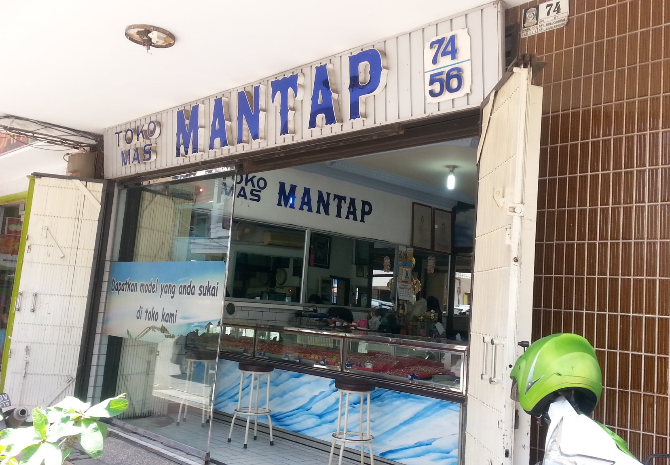 74
TOKO
MAS
MANTAP
74
56
TOKO
MAS
MANTAP
Dapatkan model yang anda sukai
di toko kami